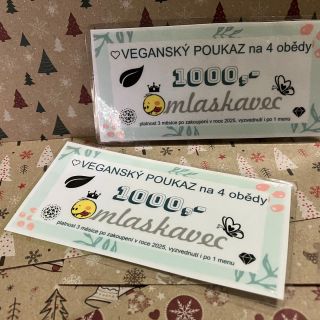 ♡VEGANSKÝ POUKAZ na 4 obědy
1000,-
mlaskavec
platnost 3 měsíce po zakoupení v roce 2025, vyzvednutí i po 1 menu
♡VEGANSKÝ POUKAZ na 4 obědy
1000,-
mlaskavec
platnost 3 měsíce po zakoupení v roce 2025, vyzvednutí i po 1 menu